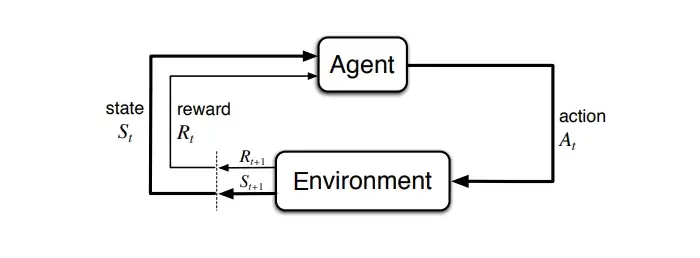 Agent
state
S_t
reward
R_t
action
A_t
R_{t+1}
S_{t+1}
Environment